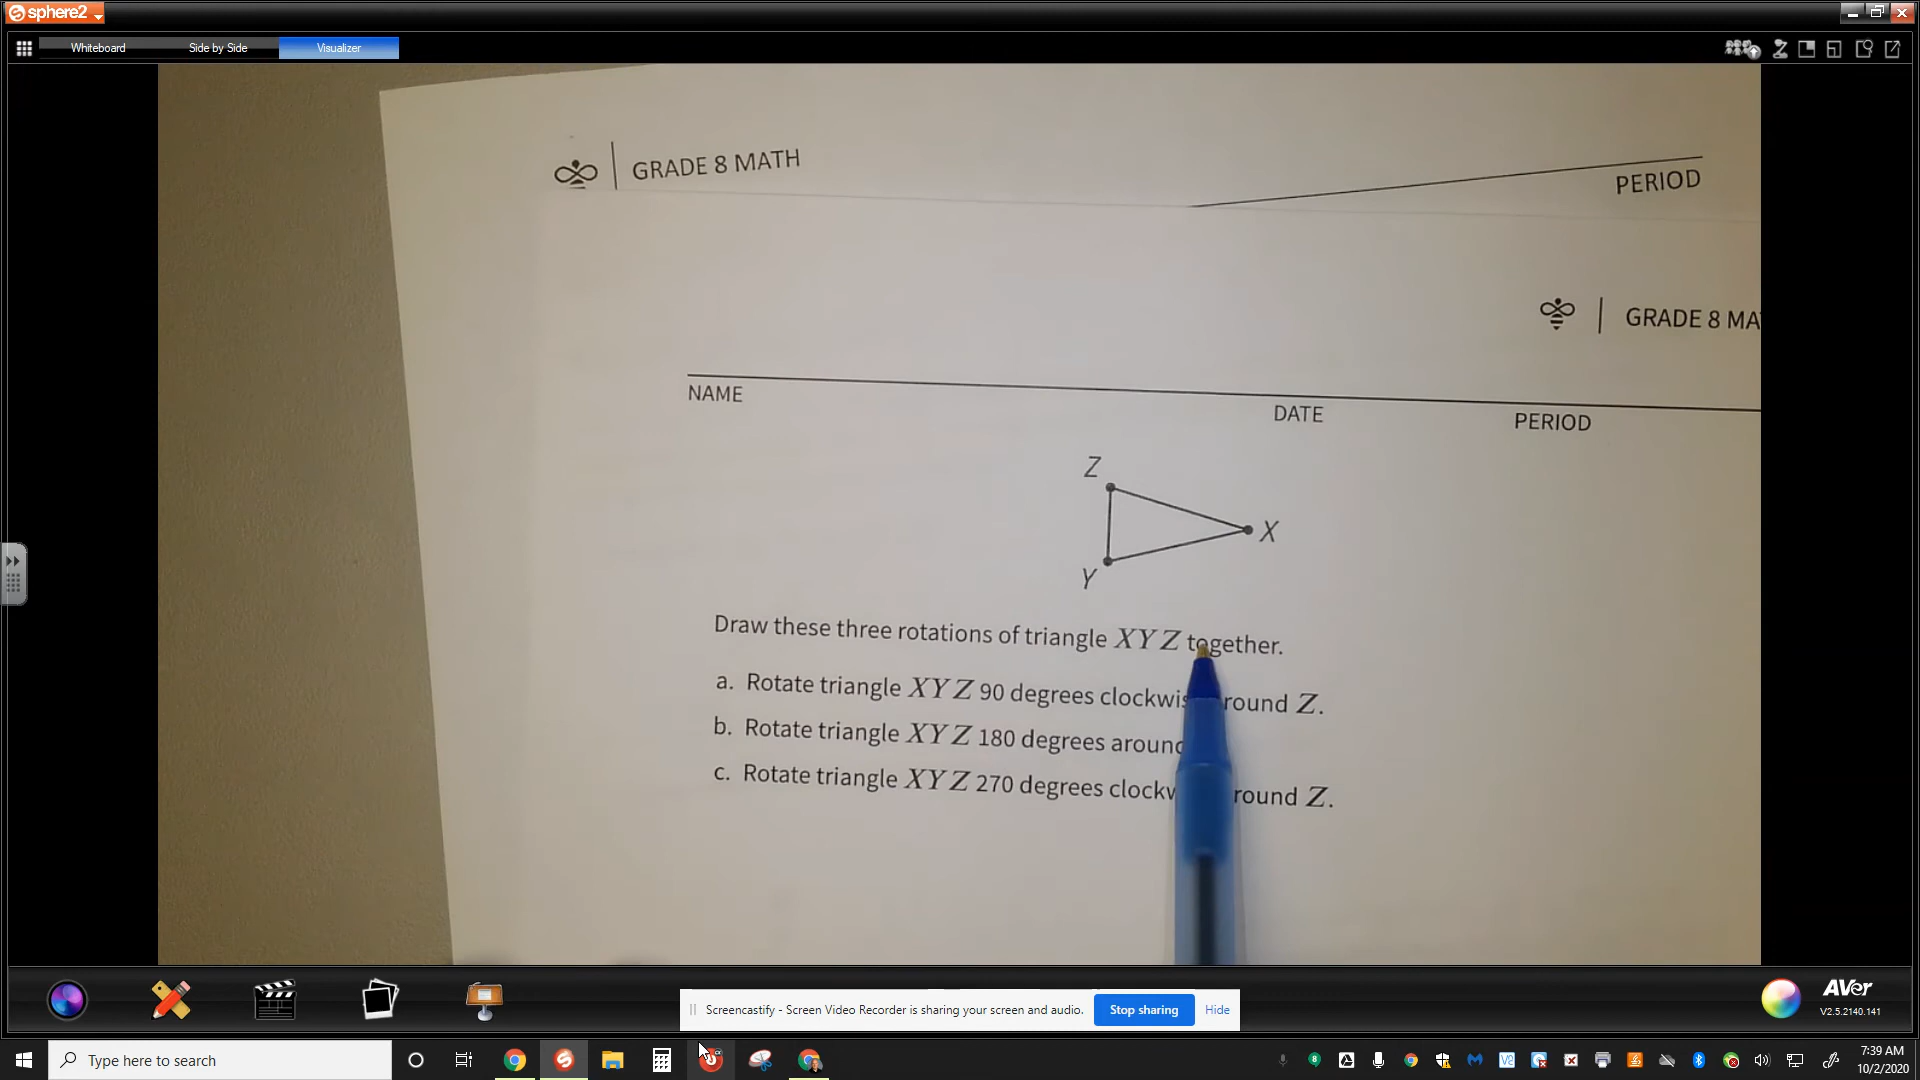 sphere2
Whiteboard Side by Side Visualizer
GRADE 8 MATH
PERIOD
GRADE 8 MA
NAME DATE PERIOD
Z
X
Y
Draw these three rotations of triangle XYZ together.
a. Rotate triangle XYZ 90 degrees clockwis round Z.
b. Rotate triangle XYZ 180 degrees around
c. Rotate triangle XYZ 270 degrees clockw round Z.
AVer
V2.5.2140.141
Screencastify - Screen Video Recorder is sharing your screen and audio. Stop sharing Hide
Type here to search
7:39 AM
10/2/2020